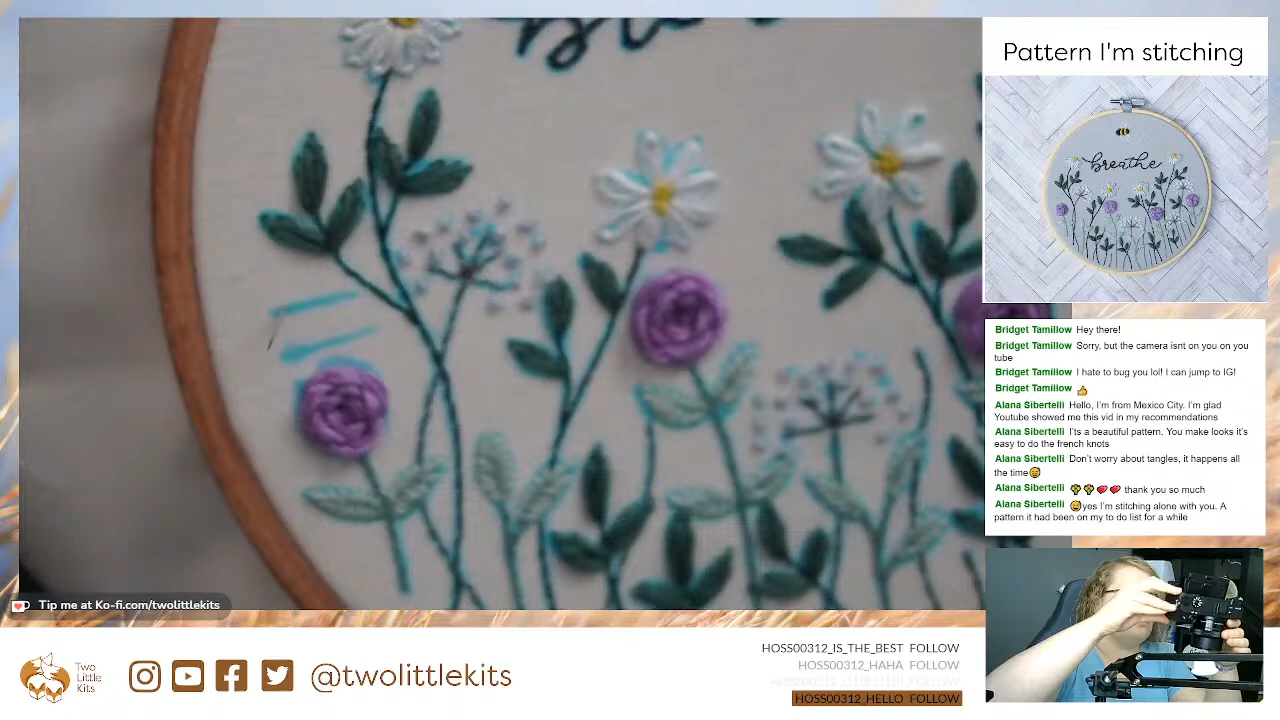 Pattern I'm stitching
breathe
Bridget Tamillow Hey there!
Bridget Tamillow Sorry, but the camera isnt on you on you
tube
Bridget Tamillow I hate to bug you lol! I can jump to IG!
Bridget Tamillow 👍
Alana Sibertelli Hello, I'm from Mexico City. I'm glad
Youtube showed me this vid in my recommendations
Alana Sibertelli I'ts a beautiful pattern. You make looks it's
easy to do the french knots
Alana Sibertelli Don't worry about tangles, it happens all
the time😅
Alana Sibertelli thank you so much
Alana Sibertelli 😅yes I'm stitching alone with you. A
pattern it had been on my to do list for a while
Tip me at Ko-fi.com/twolittlekits
Two
Little
Kits
@twolittlekits
HOSS00312_IS_THE_BEST FOLLOW
HOSS00312_HAHA FOLLOW
FOLLOW
HOSS00312_HELLO FOLLOW